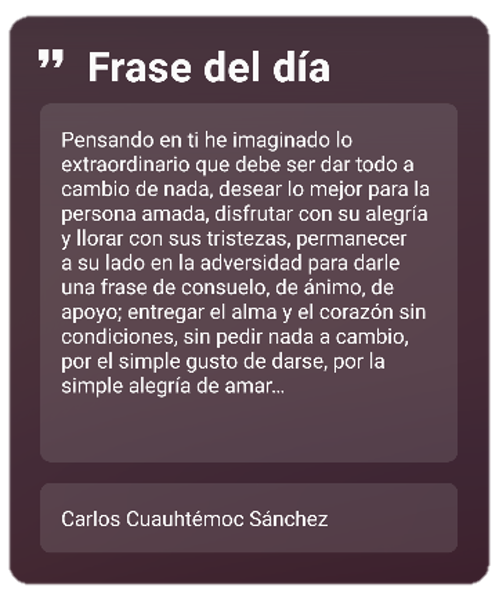 ” Frase del día
Pensando en ti he imaginado lo
extraordinario que debe ser dar todo a
cambio de nada, desear lo mejor para la
persona amada, disfrutar con su alegría
y llorar con sus tristezas, permanecer
a su lado en la adversidad para darle
una frase de consuelo, de ánimo, de
apoyo; entregar el alma y el corazón sin
condiciones, sin pedir nada a cambio,
por el simple gusto de darse, por la
simple alegría de amar...
Carlos Cuauhtémoc Sánchez